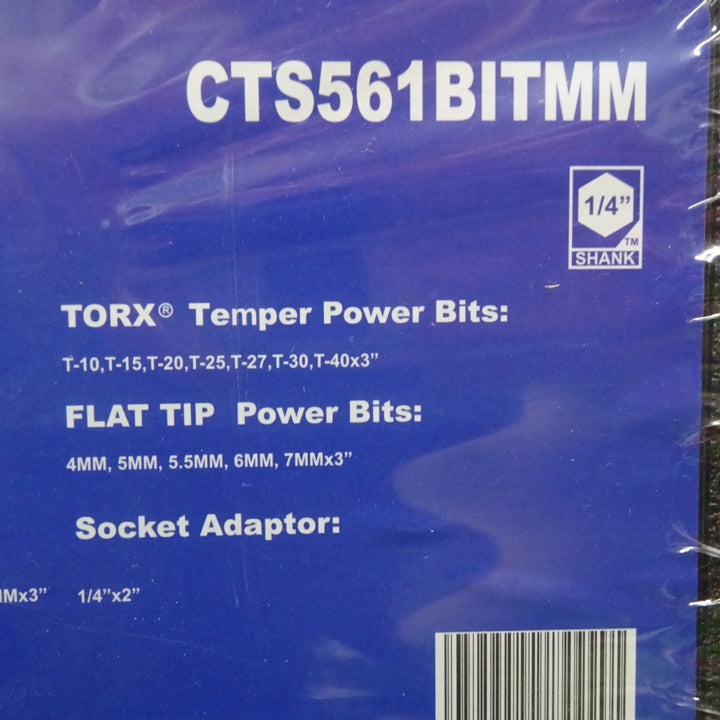 CTS561BITMM
1/4”
TM
SHANK
TORX® Temper Power Bits:
T-10,T-15,T-20,T-25,T-27,T-30,T-40x3”
FLAT TIP Power Bits:
4MM, 5MM, 5.5MM, 6MM, 7MMx3”
Socket Adaptor:
Mx3” 1/4”x2”